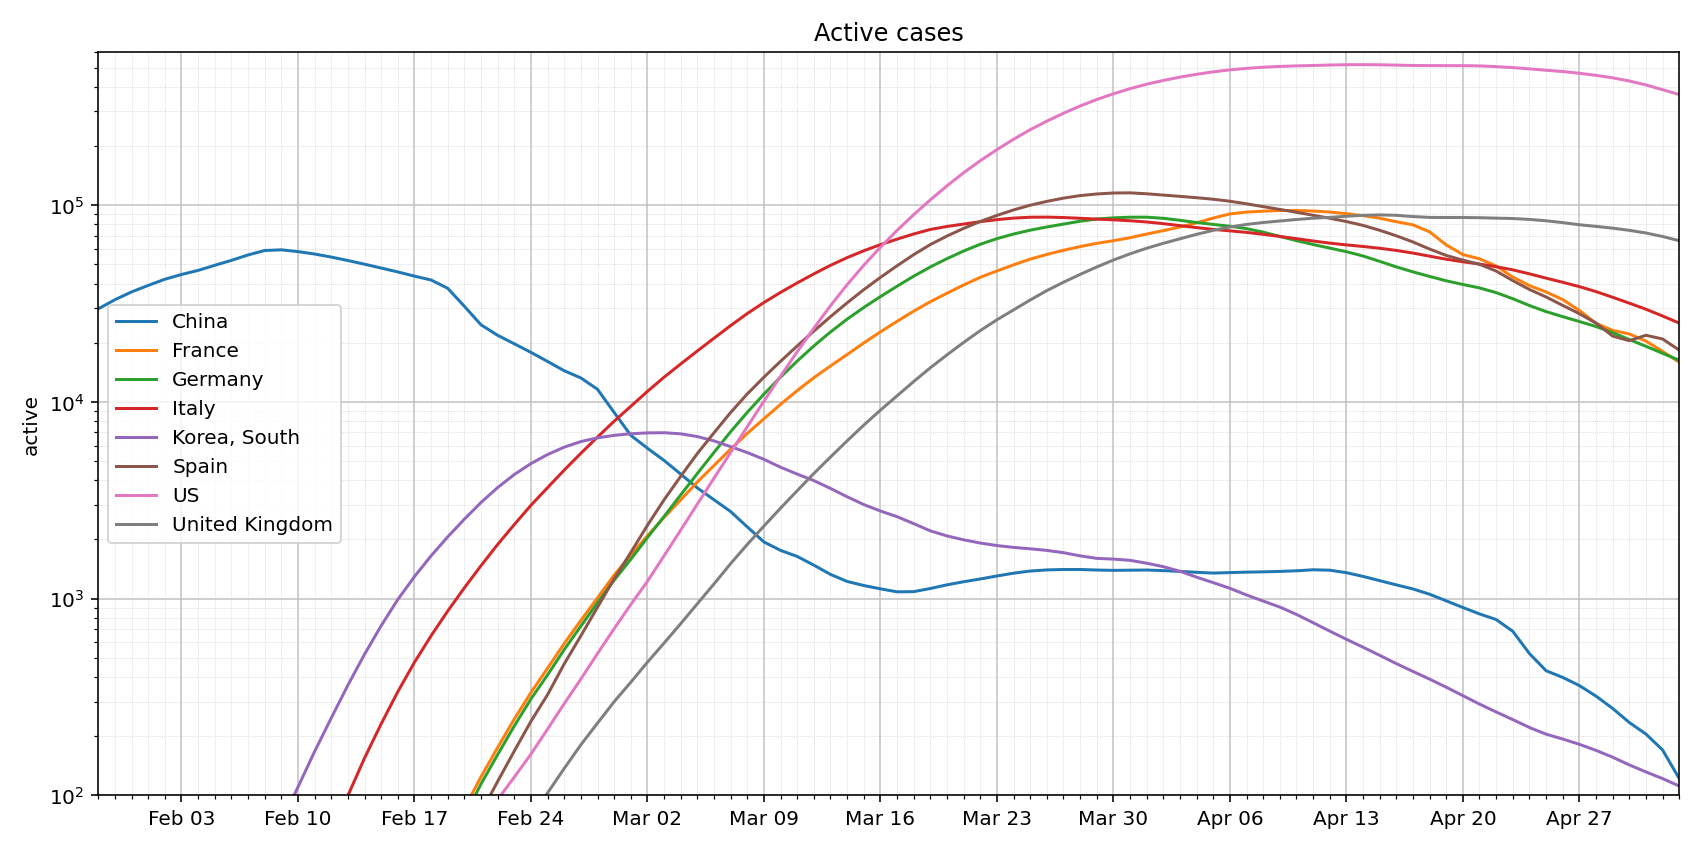 Active cases
active
10^5
10^4
10^3
10^2
China
France
Germany
Italy
Korea, South
Spain
US
United Kingdom
Feb 03 Feb 10 Feb 17 Feb 24 Mar 02 Mar 09 Mar 16 Mar 23 Mar 30 Apr 06 Apr 13 Apr 20 Apr 27